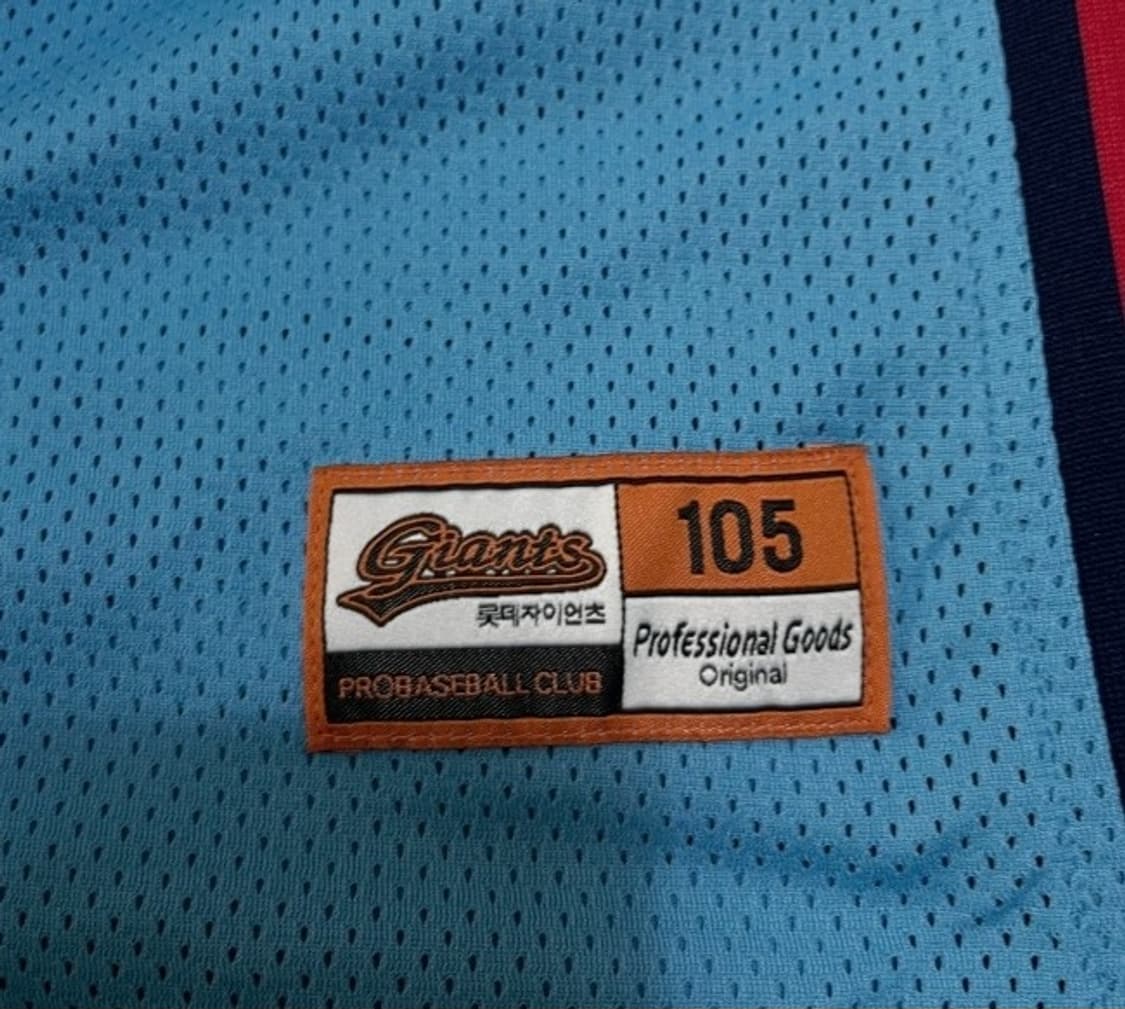 Giants
롯데자이언츠
PROBASEBALL CLUB
105
Professional Goods
Original